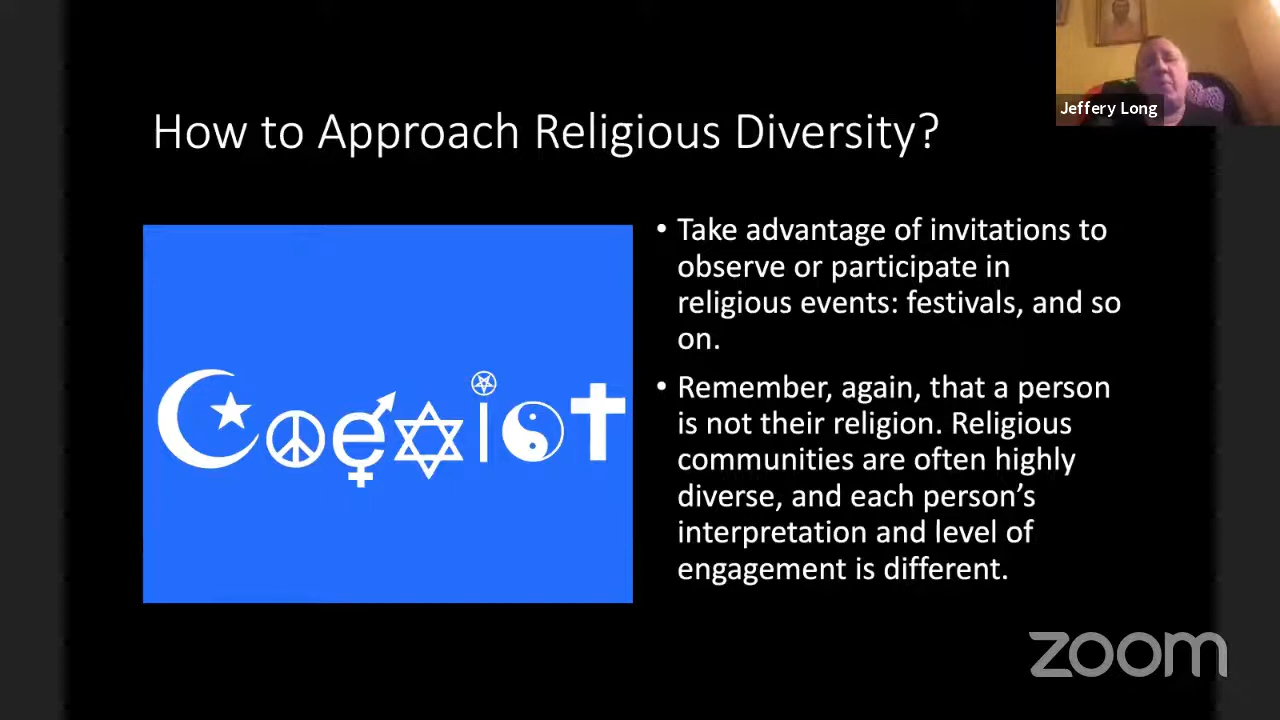 Jeffery Long
How to Approach Religious Diversity?
Coexist
• Take advantage of invitations to
observe or participate in
religious events: festivals, and so
on.
• Remember, again, that a person
is not their religion. Religious
communities are often highly
diverse, and each person’s
interpretation and level of
engagement is different.
zoom